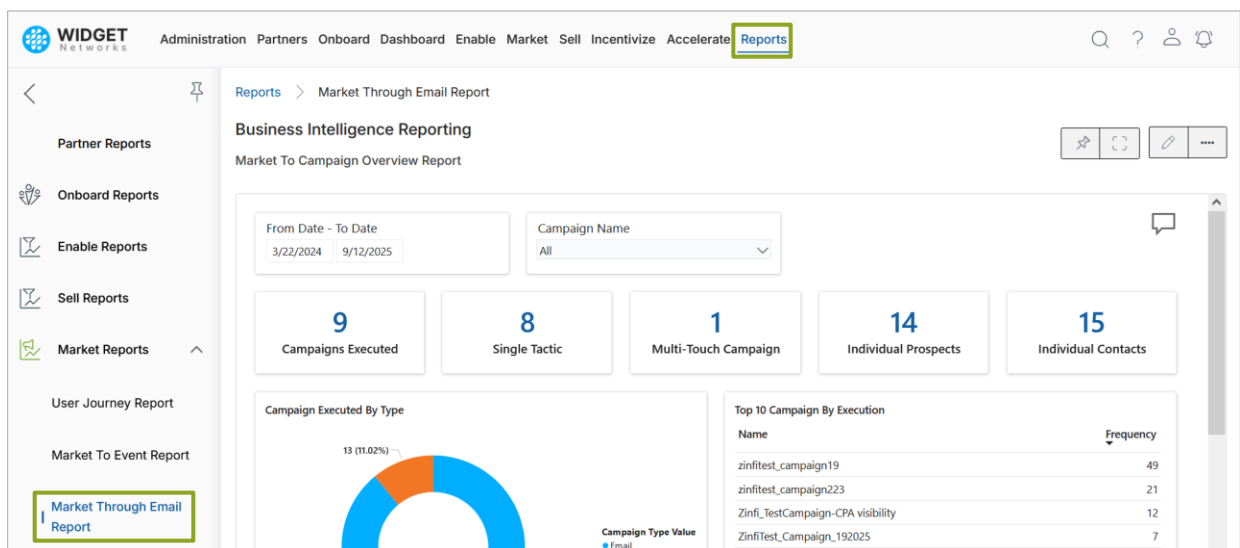 WIDGET
Networks
Administration Partners Onboard Dashboard Enable Market Sell Incentivize Accelerate Reports
Reports > Market Through Email Report
Business Intelligence Reporting
Market To Campaign Overview Report
Partner Reports
Onboard Reports
Enable Reports
Sell Reports
Market Reports
User Journey Report
Market To Event Report
Market Through Email
Report
From Date - To Date
3/22/2024 9/12/2025
Campaign Name
All
9
Campaigns Executed
8
Single Tactic
1
Multi-Touch Campaign
14
Individual Prospects
15
Individual Contacts
Campaign Executed By Type
13 (11.02%)
Campaign Type Value
Email
Top 10 Campaign By Execution
Name Frequency
zinfitest_campaign19 49
zinfitest_campaign223 21
Zinfi_TestCampaign-CPA visibility 12
ZinfiTest_Campaign_192025 7